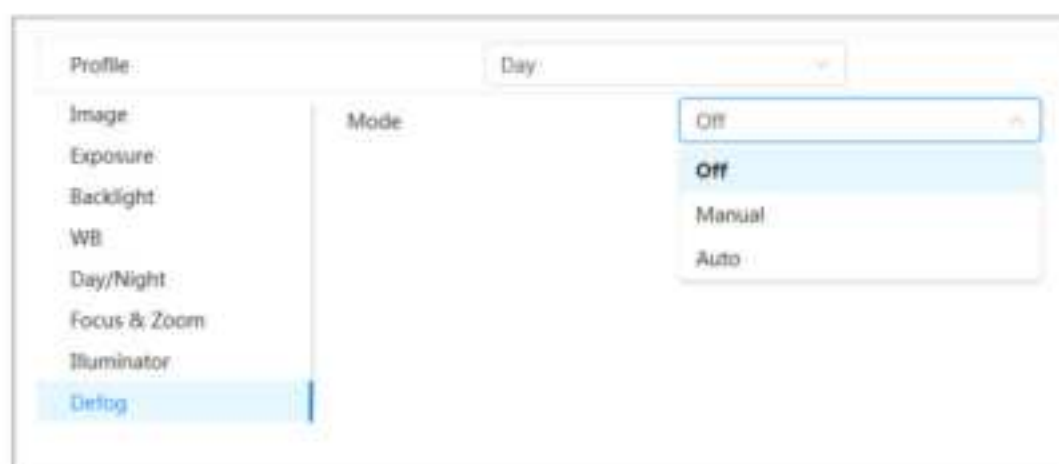 Profile Day
Image
Mode Off
Exposure
Off
Backlight
Manual
WB
Auto
Day/Night
Focus & Zoom
Illuminator
Defog